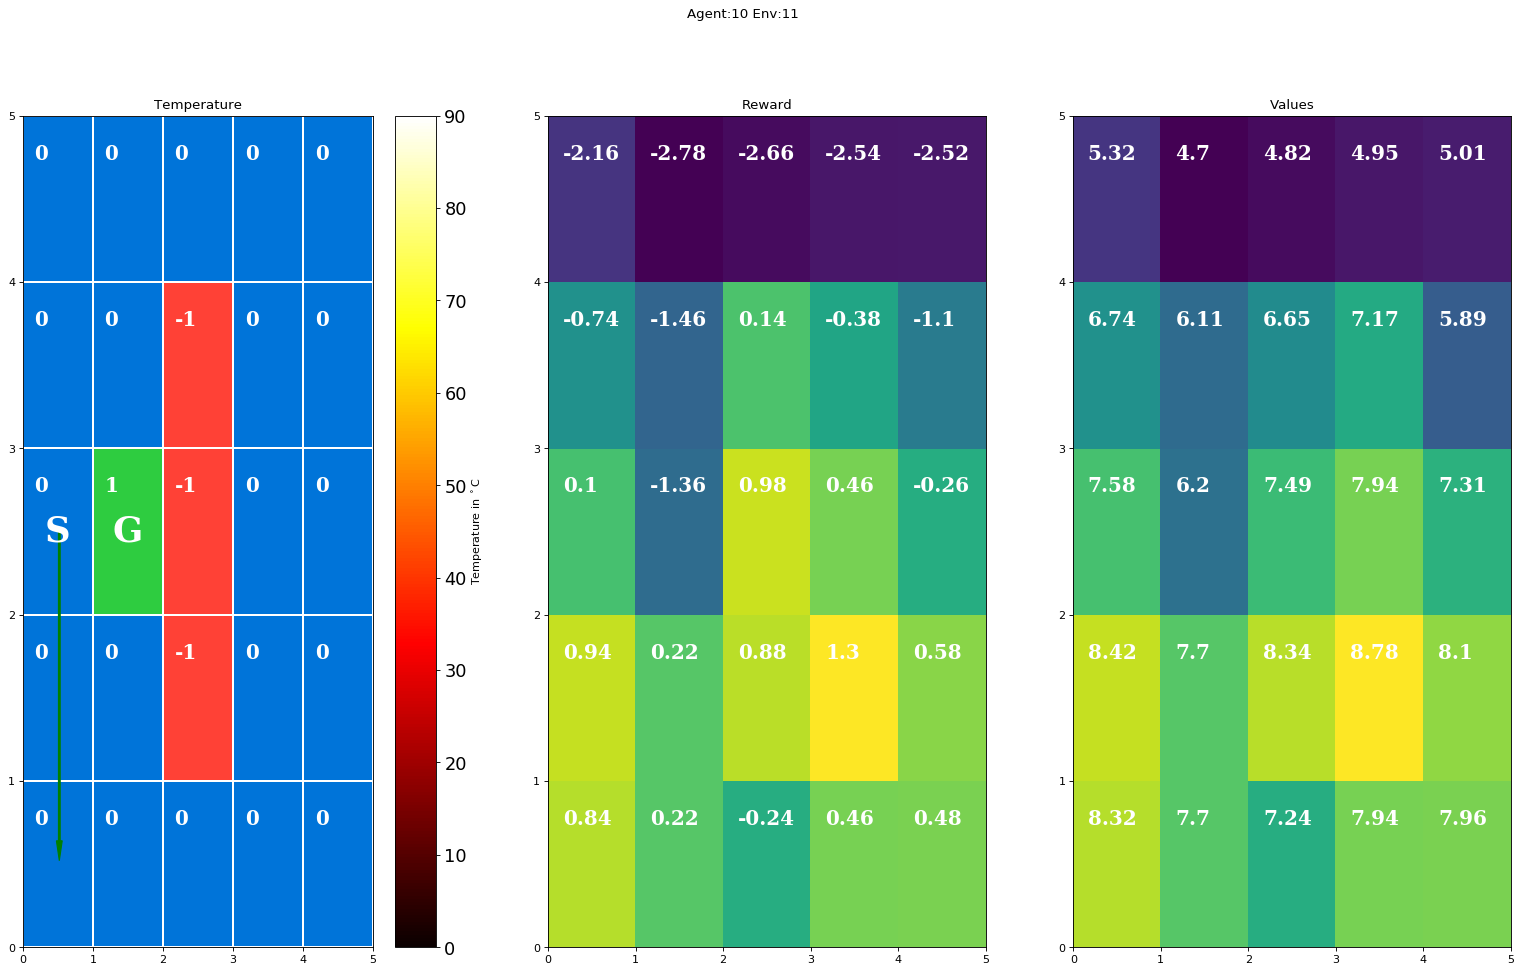 Agent:10 Env:11
Temperature
5
4
3
2
1
0
0 0 0 0 0
0 0 -1 0 0
0 1 -1 0 0
S G
0 0 -1 0 0
0 0 0 0 0
0 1 2 3 4 5
90
80
70
60
50
40
30
20
10
0
Temperature in °C
Reward
5
4
3
2
1
0
-2.16 -2.78 -2.66 -2.54 -2.52
-0.74 -1.46 0.14 -0.38 -1.1
0.1 -1.36 0.98 0.46 -0.26
0.94 0.22 0.88 1.3 0.58
0.84 0.22 -0.24 0.46 0.48
0 1 2 3 4 5
Values
5
4
3
2
1
0
5.32 4.7 4.82 4.95 5.01
6.74 6.11 6.65 7.17 5.89
7.58 6.2 7.49 7.94 7.31
8.42 7.7 8.34 8.78 8.1
8.32 7.7 7.24 7.94 7.96
0 1 2 3 4 5